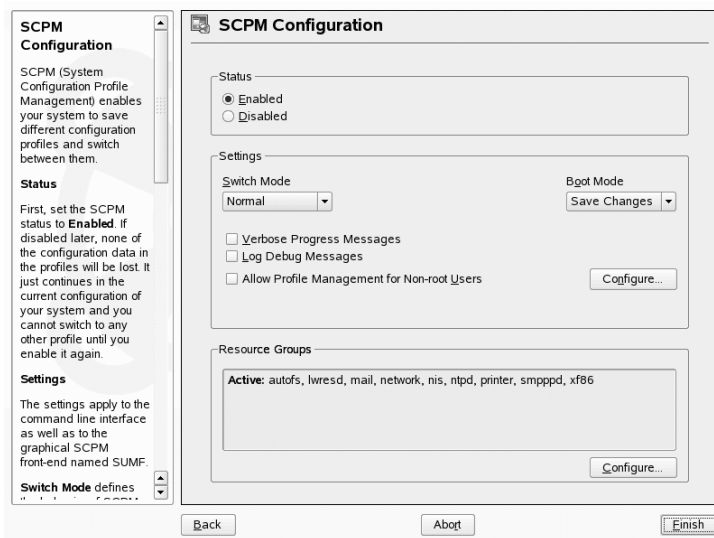 SCPM
Configuration
SCPM (System
Configuration Profile
Management) enables
your system to save
different configuration
profiles and switch
between them.
Status
First, set the SCPM
status to Enabled. If
disabled later, none of
the configuration data in
the profiles will be lost. It
just continues in the
current configuration of
your system and you
cannot switch to any
other profile until you
enable it again.
Settings
The settings apply to the
command line interface
as well as to the
graphical SCPM
front-end named SUMF.
Switch Mode defines
SCPM Configuration
Status
Enabled
Disabled
Settings
Switch Mode
Normal
Boot Mode
Save Changes
Verbose Progress Messages
Log Debug Messages
Allow Profile Management for Non-root Users
Configure...
Resource Groups
Active: autofs, lwresd, mail, network, nis, ntpd, printer, smpppd, xf86
Configure...
Back
Abort
Finish